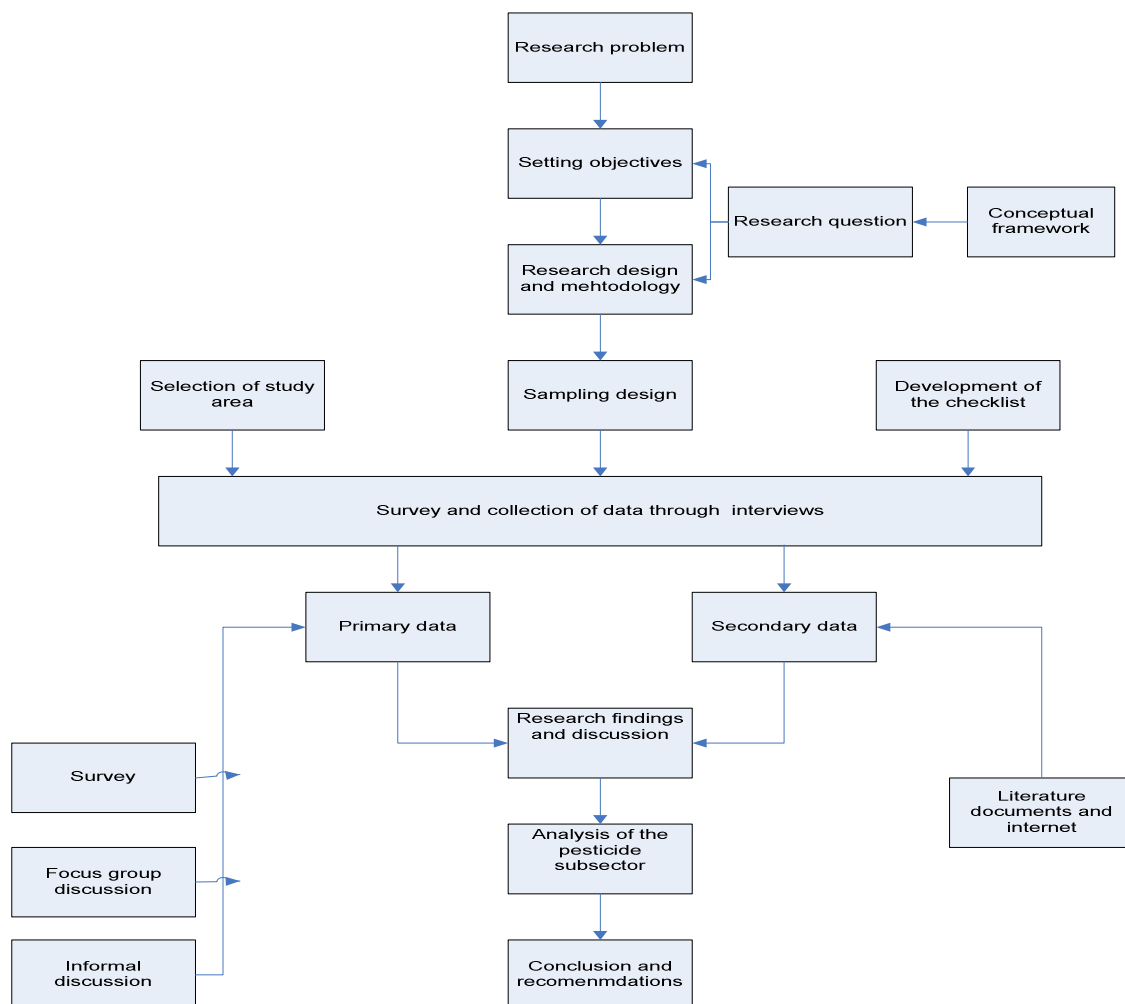 Research problem
Setting objectives
Research question
Conceptual
framework
Research design
and mehtodology
Selection of study
area
Sampling design
Development of
the checklist
Survey and collection of data through interviews
Primary data
Secondary data
Research findings
and discussion
Survey
Literature
documents and
internet
Analysis of the
pesticide
subsector
Focus group
discussion
Informal
discussion
Conclusion and
recomenmdations